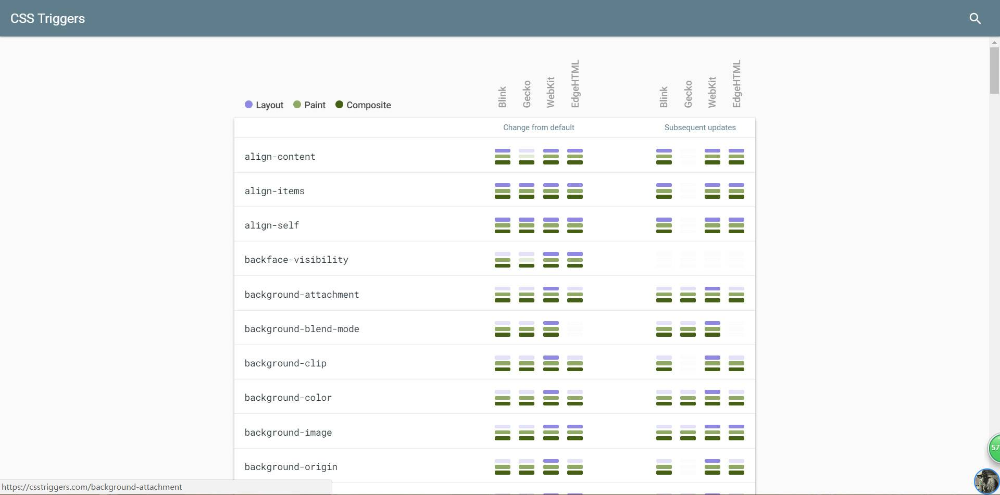 CSS Triggers
Blink
Gecko
WebKit
EdgeHTML
Blink
Gecko
WebKit
EdgeHTML
Layout Paint Composite
Change from default Subsequent updates
align-content
align-items
align-self
backface-visibility
background-attachment
background-blend-mode
background-clip
background-color
background-image
background-origin
57
https://csstriggers.com/background-attachment